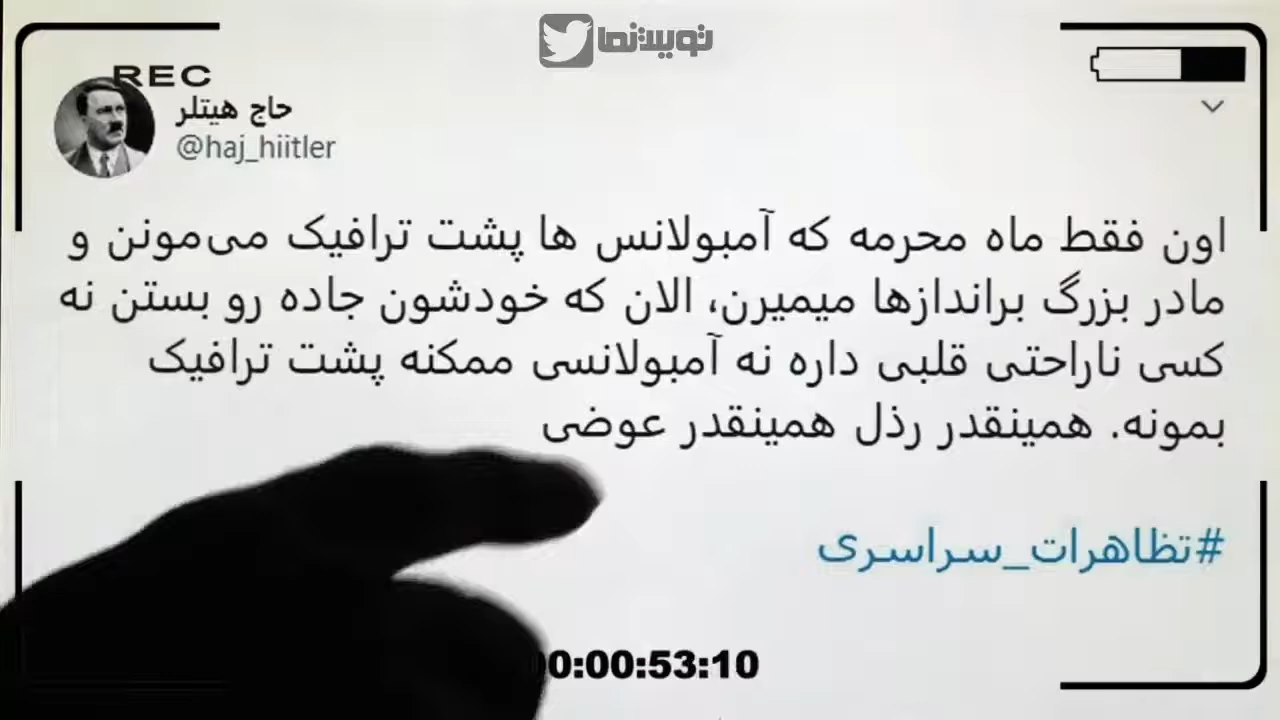 توییتنما
REC
حاج هیتلر
@haj_hiitler
اون فقط ماه محرمه که آمبولانس ها پشت ترافیک می‌مونن و
مادر بزرگ براندازها میمیرن، الان که خودشون جاده رو بستن نه
کسی ناراحتی قلبی داره نه آمبولانسی ممکنه پشت ترافیک
بمونه. همینقدر رذل همینقدر عوضی
#تظاهرات_سراسری
00:00:53:10